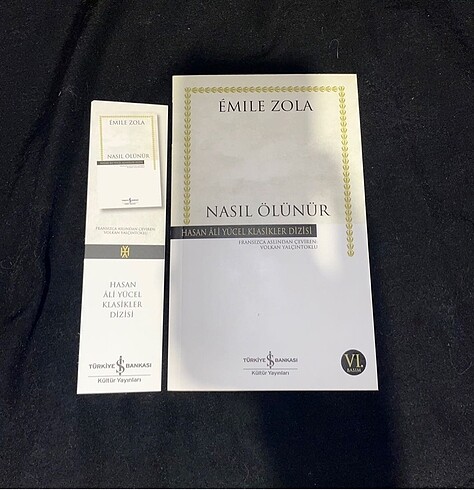 ÉMILE ZOLA
NASIL ÖLÜNÜR
FRANSIZCA ASLINDAN ÇEVİREN:
VOLKAN YALÇINTOKLU
HASAN
ÂLİ YÜCEL
KLASİKLER
DİZİSİ
TÜRKİYE İŞ BANKASI
Kültür Yayınları
ÉMILE ZOLA
NASIL ÖLÜNÜR
HASAN ÂLİ YÜCEL KLASİKLER DİZİSİ
FRANSIZCA ASLINDAN ÇEVİREN:
VOLKAN YALÇINTOKLU
TÜRKİYE İŞ BANKASI
Kültür Yayınları
VI.
BASIM